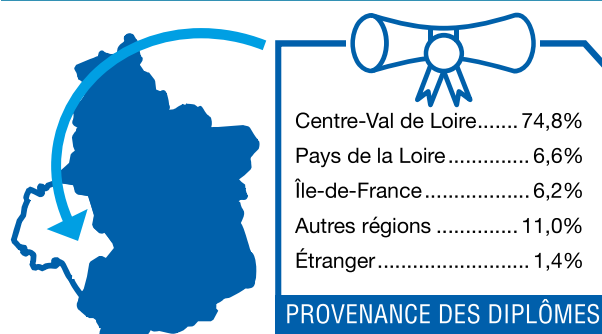 Centre-Val de Loire....... 74,8%
Pays de la Loire.............. 6,6%
Île-de-France.................. 6,2%
Autres régions .............. 11,0%
Étranger.......................... 1,4%
PROVENANCE DES DIPLÔMES